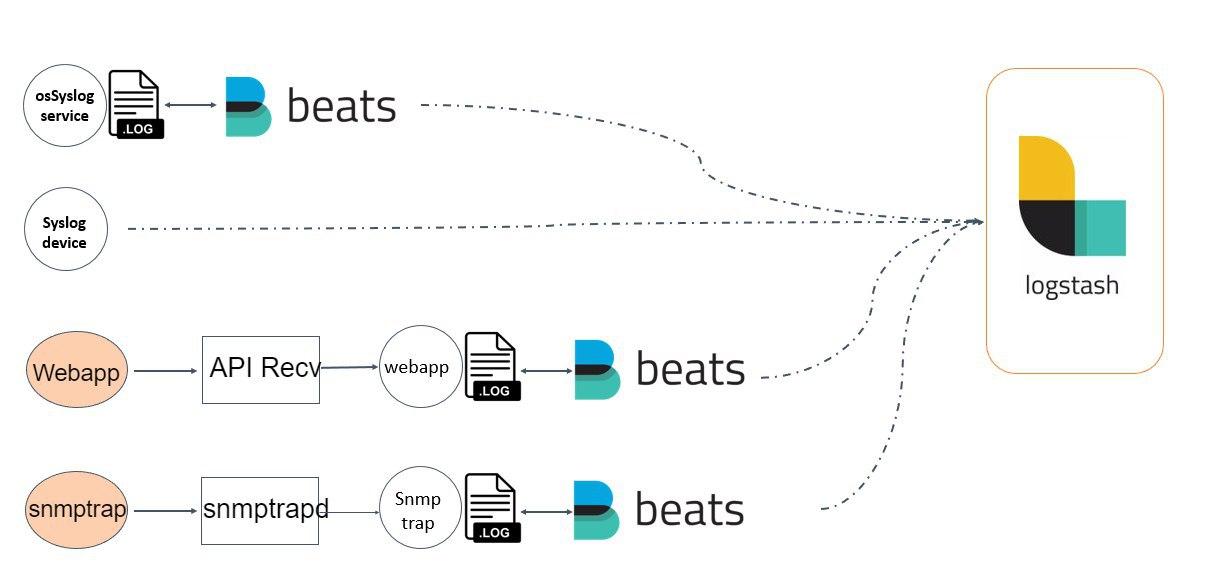 osSyslog
service
.LOG
beats
Syslog
device
logstash
Webapp
API Recv
webapp
.LOG
beats
snmptrap
snmptrapd
Snmp
trap
.LOG
beats